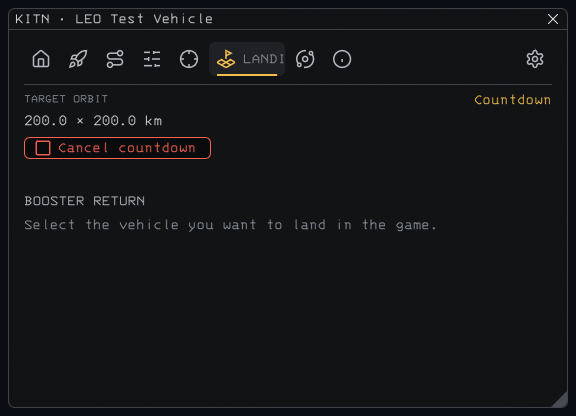 KITN · LEO Test Vehicle
LANDI
TARGET ORBIT
Countdown
200.0 × 200.0 km
Cancel countdown
BOOSTER RETURN
Select the vehicle you want to land in the game.